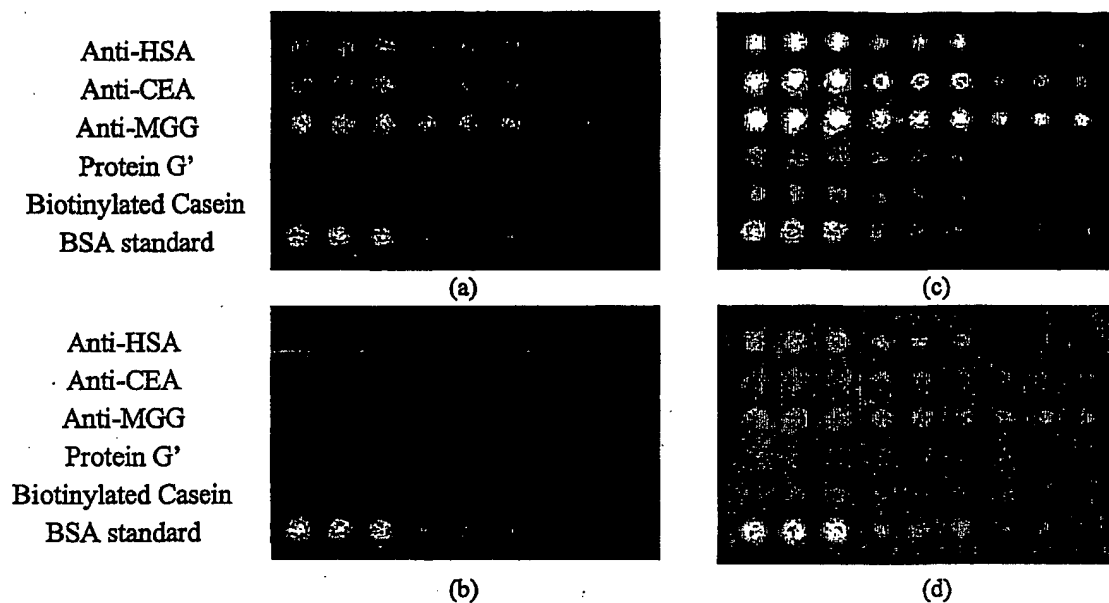 Anti-HSA
Anti-CEA
Anti-MGG
Protein G'
Biotinylated Casein
BSA standard
(a)
(c)
Anti-HSA
Anti-CEA
Anti-MGG
Protein G'
Biotinylated Casein
BSA standard
(b)
(d)